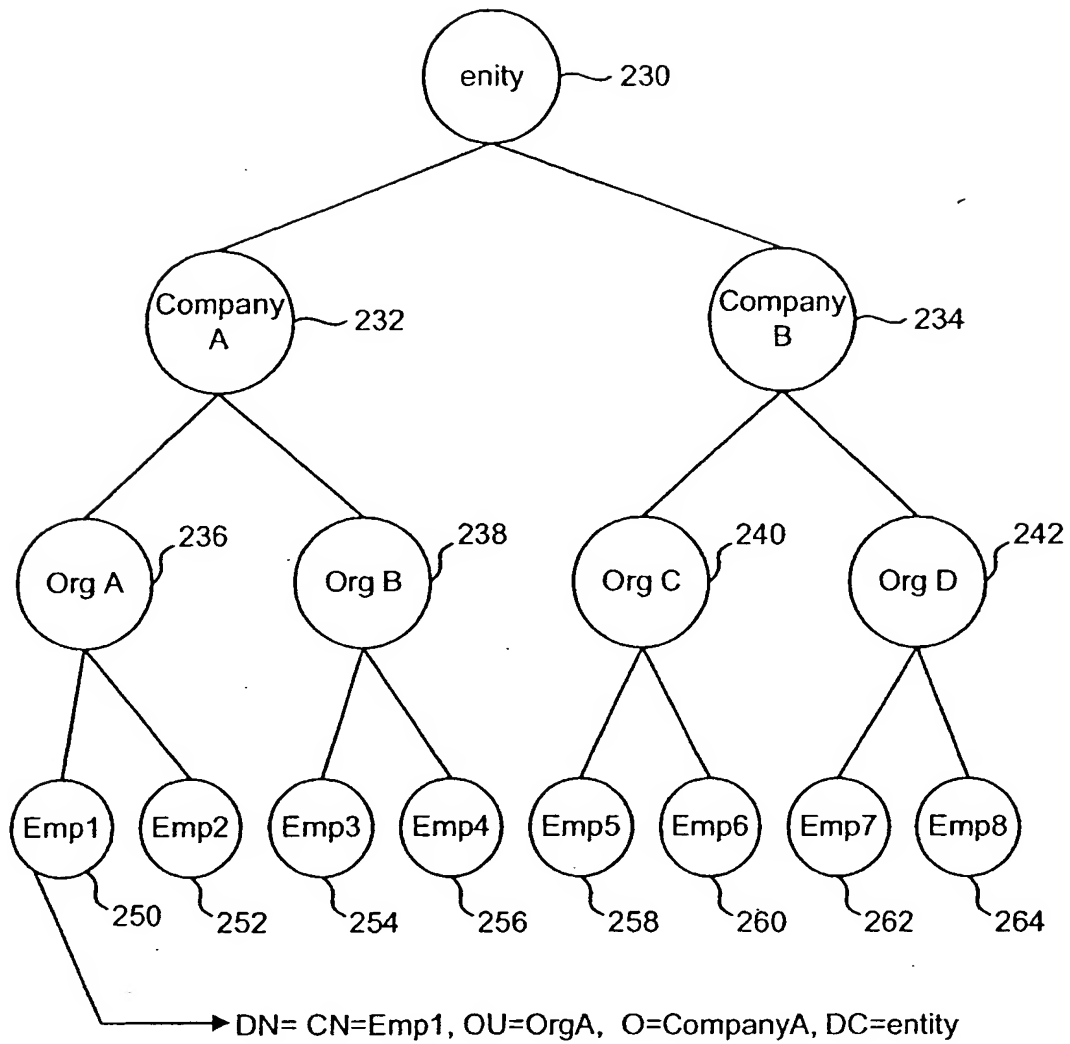 enity
230
Company
A
232
Company
B
234
Org A
236
Org B
238
Org C
240
Org D
242
Emp1
Emp2
Emp3
Emp4
Emp5
Emp6
Emp7
Emp8
250
252
254
256
258
260
262
264
DN= CN=Emp1, OU=OrgA, O=CompanyA, DC=entity